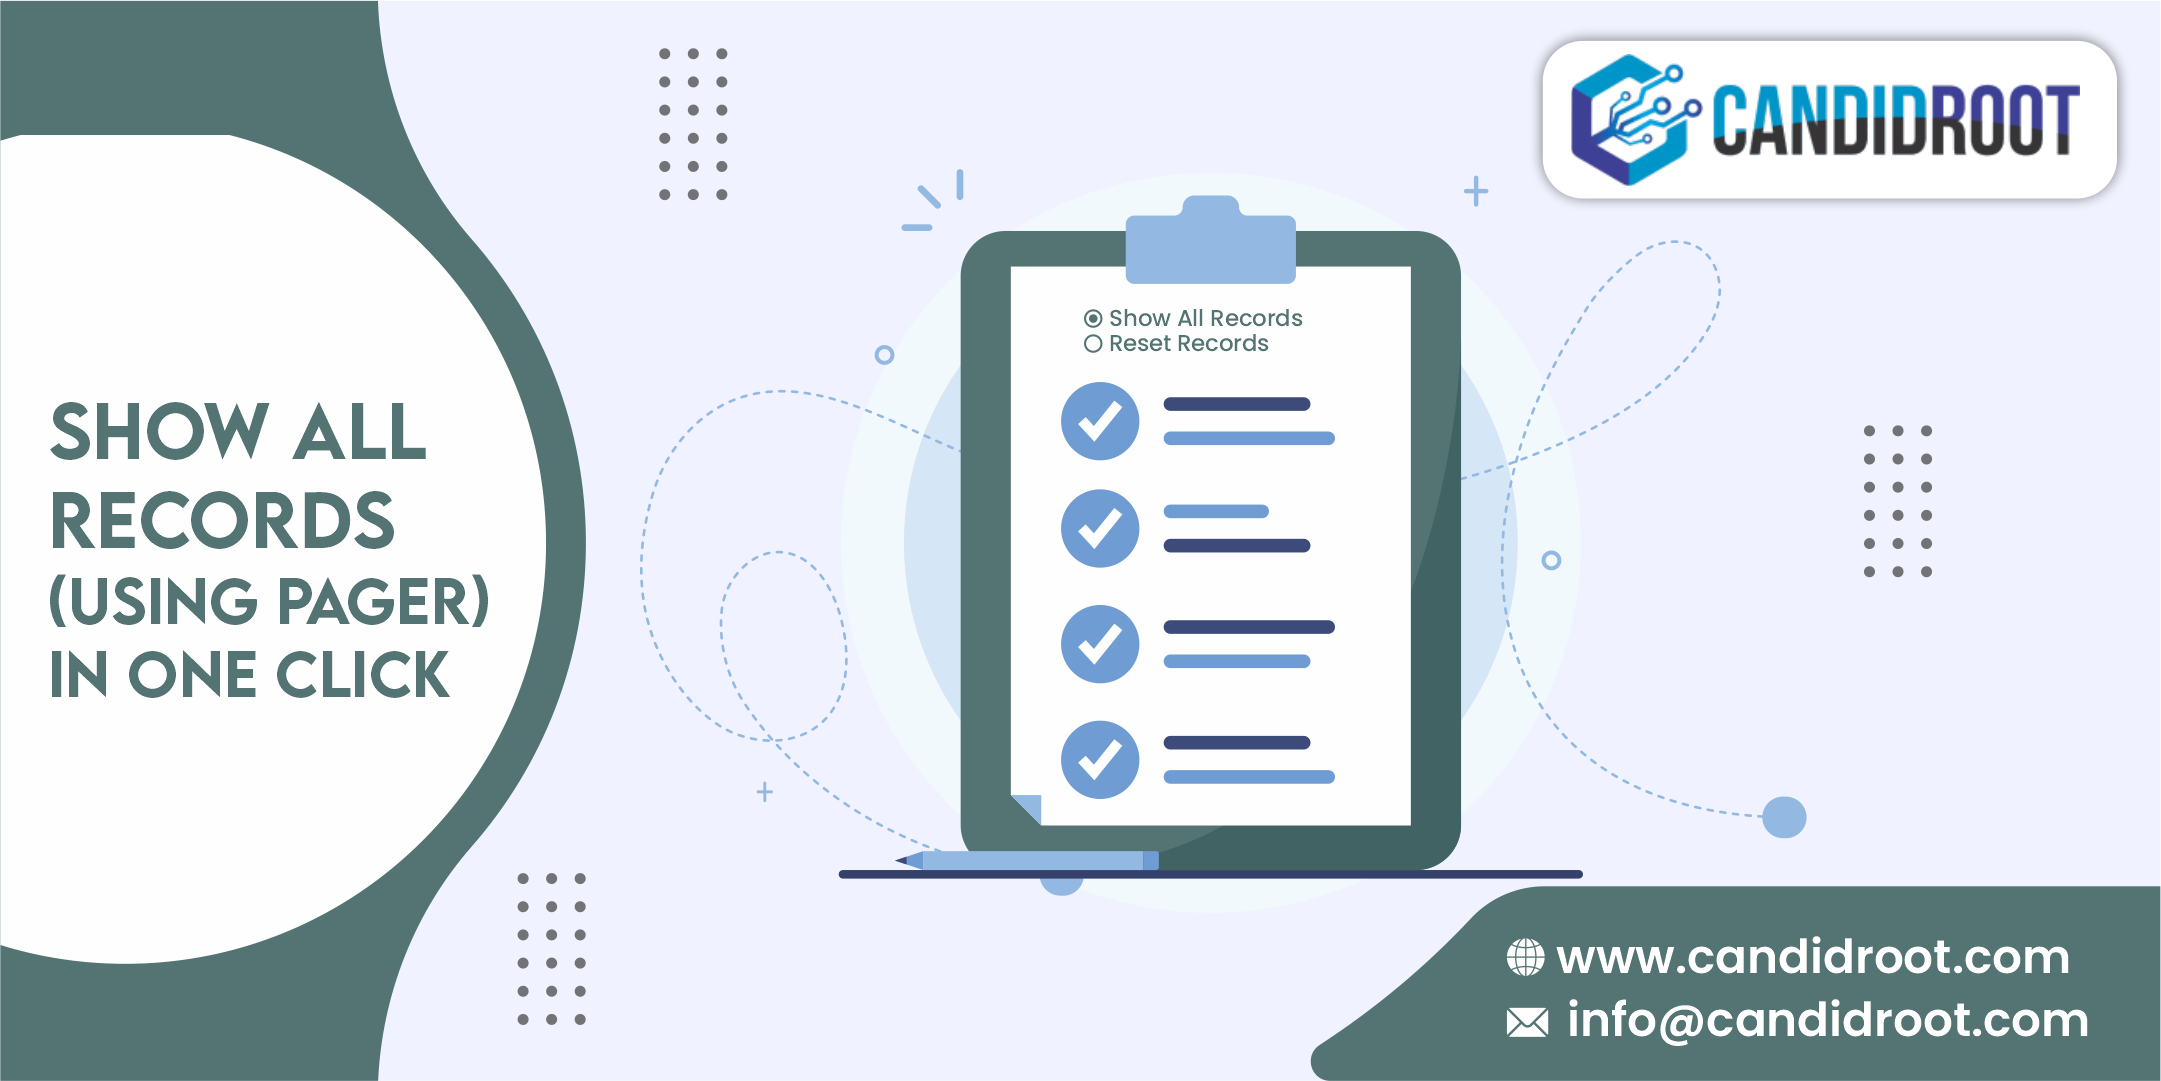 CANDIDROOT
SHOW ALL
RECORDS
(USING PAGER)
IN ONE CLICK
Show All Records
Reset Records
www.candidroot.com
info@candidroot.com